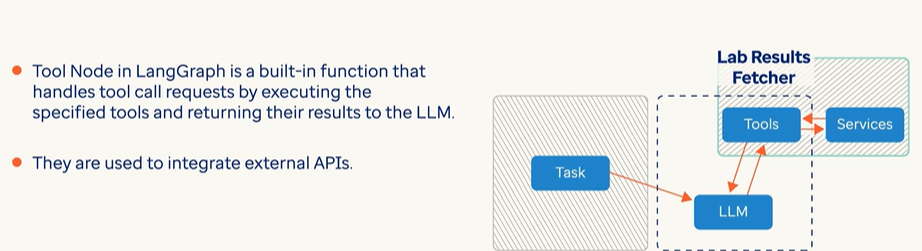 Tool Node in LangGraph is a built-in function that
handles tool call requests by executing the
specified tools and returning their results to the LLM.
They are used to integrate external APIs.
Lab Results
Fetcher
Tools
Services
Task
LLM